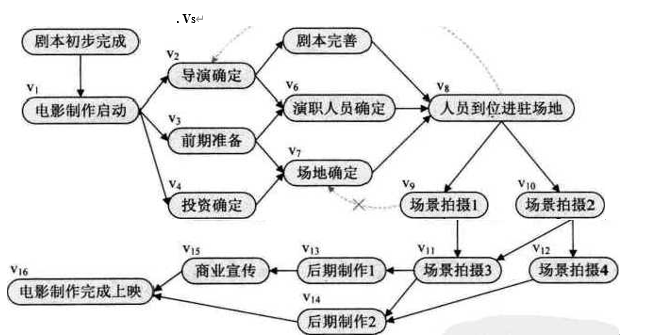 . Vs↵
剧本初步完成
V2
剧本完善
V1
导演确定
V6
V8
电影制作启动
V3
演职人员确定
人员到位进驻场地
前期准备
V7
V4
场地确定
V9
V10
投资确定
场景拍摄1
场景拍摄2
V15
V13
V11
V12
V16
商业宣传
后期制作1
场景拍摄3
场景拍摄4
电影制作完成上映
V14
后期制作2